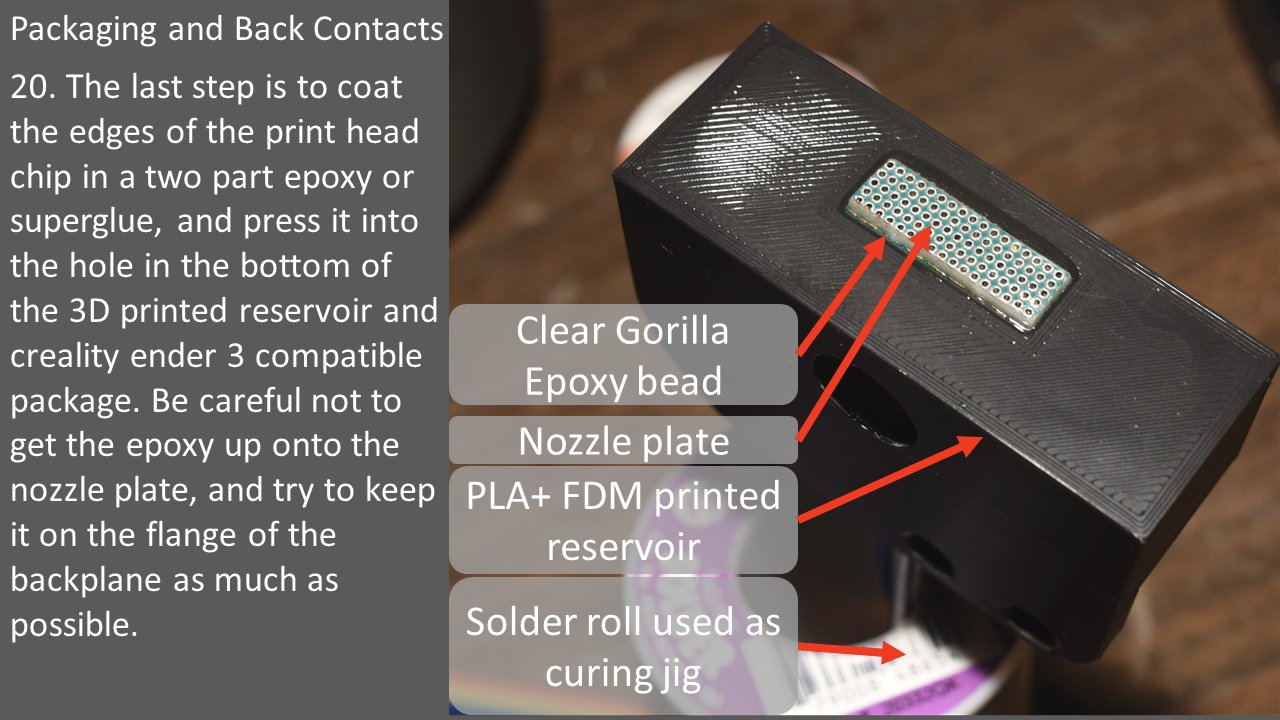 Packaging and Back Contacts
20. The last step is to coat
the edges of the print head
chip in a two part epoxy or
superglue, and press it into
the hole in the bottom of
the 3D printed reservoir and
creality ender 3 compatible
package. Be careful not to
get the epoxy up onto the
nozzle plate, and try to keep
it on the flange of the
backplane as much as
possible.
Clear Gorilla
Epoxy bead
Nozzle plate
PLA+ FDM printed
reservoir
Solder roll used as
curing jig